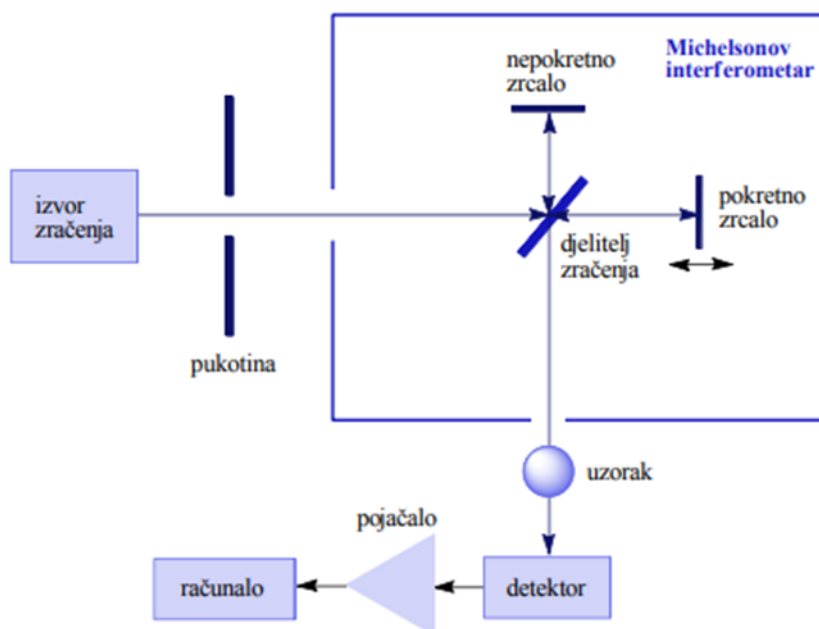 Michelsonov
interferometar
nepokretno
zrcalo
izvor
zračenja
pokretno
zrcalo
djelitelj
zračenja
pukotina
uzorak
pojačalo
računalo
detektor